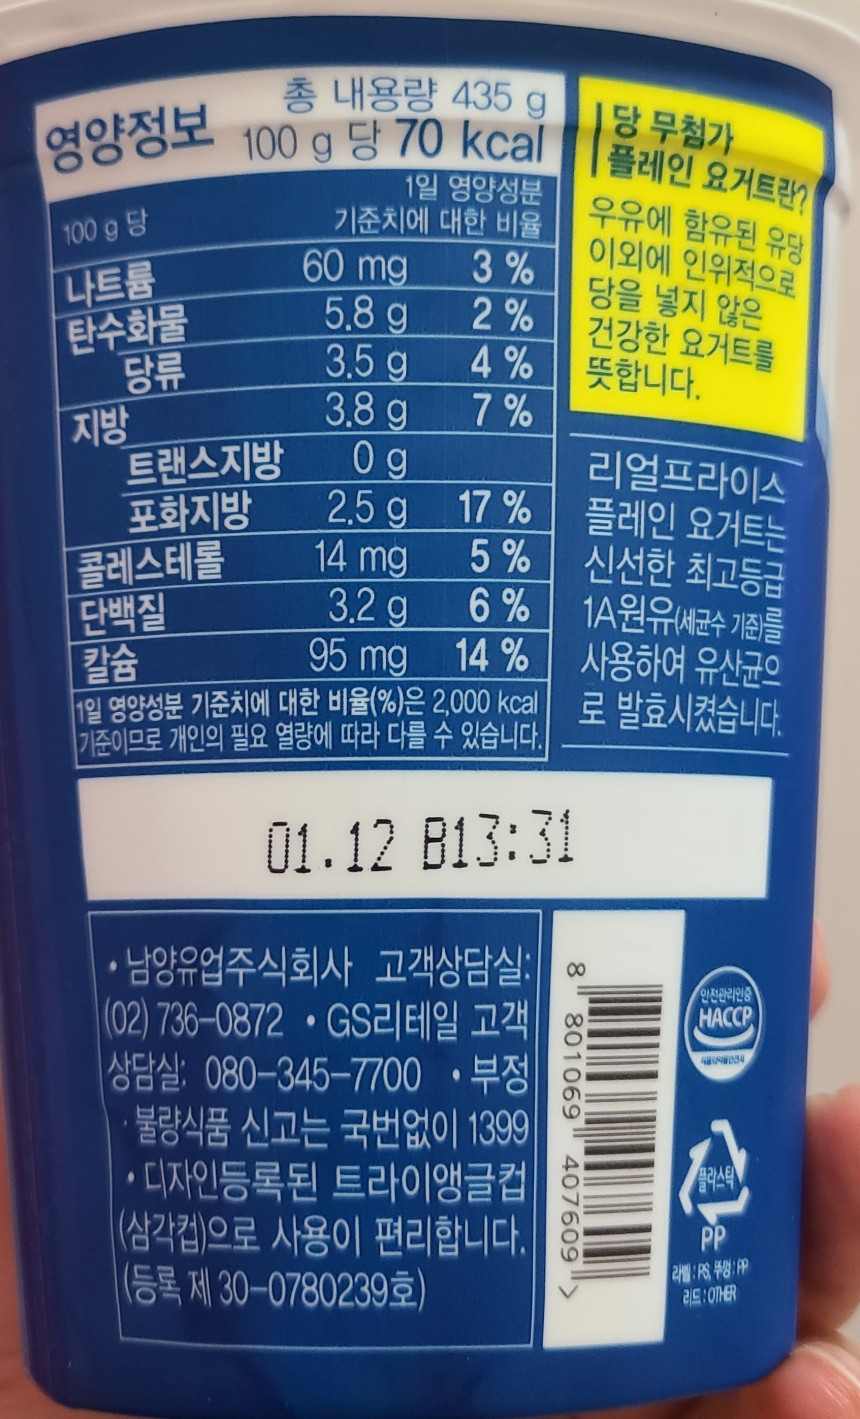 영양정보
총 내용량 435 g
100 g 당 70 kcal
100 g 당
1일 영양성분
기준치에 대한 비율
나트륨 60 mg 3 %
탄수화물 5.8 g 2 %
당류 3.5 g 4 %
지방 3.8 g 7 %
트랜스지방 0 g
포화지방 2.5 g 17 %
콜레스테롤 14 mg 5 %
단백질 3.2 g 6 %
칼슘 95 mg 14 %
1일 영양성분 기준치에 대한 비율(%)은 2,000 kcal
기준이므로 개인의 필요 열량에 따라 다를 수 있습니다.
당 무첨가
플레인 요거트란?
우유에 함유된 유당
이외에 인위적으로
당을 넣지 않은
건강한 요거트를
뜻합니다.
리얼프라이스
플레인 요거트는
신선한 최고등급
1A원유(세균수 기준)를
사용하여 유산균으
로 발효시켰습니다.
01.12 B13:31
• 남양유업주식회사 고객상담실:
(02) 736-0872 • GS리테일 고객
상담실: 080-345-7700 • 부정
· 불량식품 신고는 국번없이 1399
• 디자인등록된 트라이앵글컵
(삼각컵)으로 사용이 편리합니다.
(등록 제 30-0780239호)
8 801069 407609 >
안전관리인증
HACCP
식품의약품안전처
플라스틱
PP
라벨 : PS, 뚜껑 : PP
리드 : OTHER